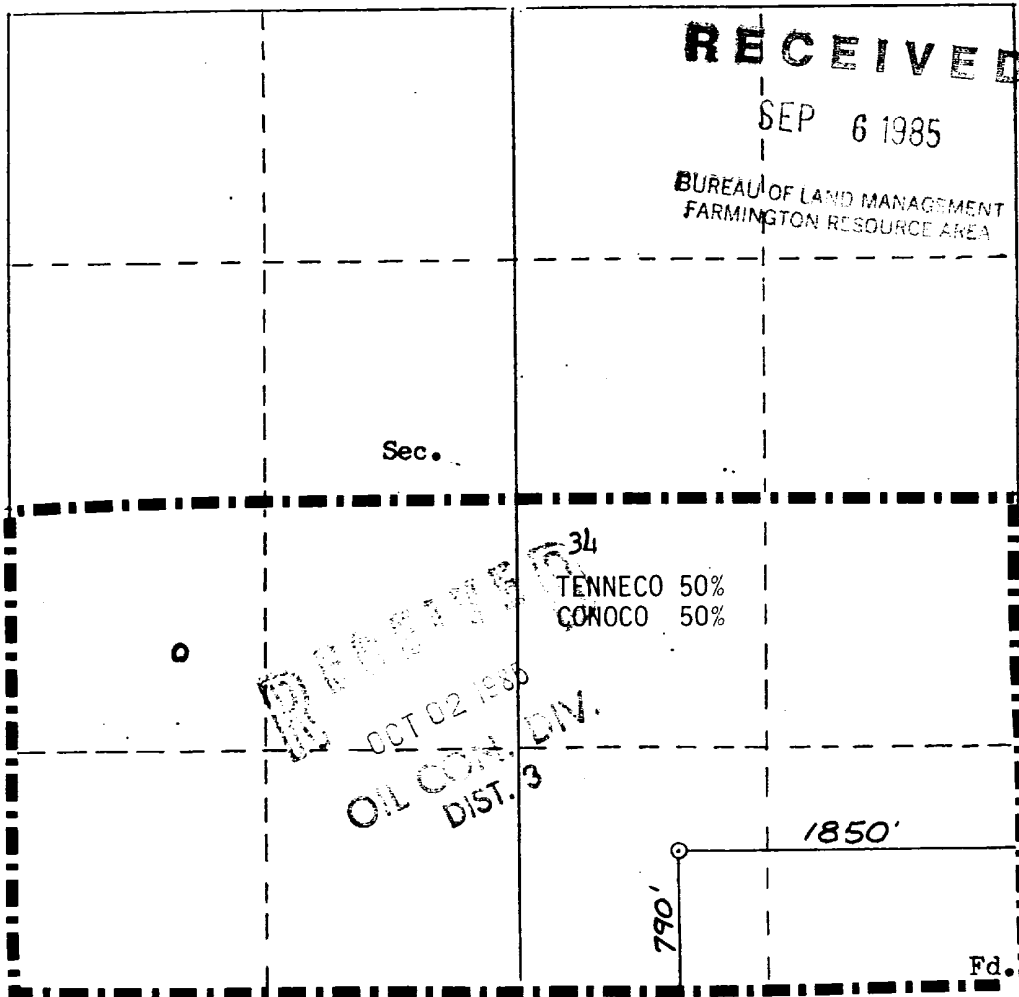 RECEIVED
SEP 6 1985
BUREAU OF LAND MANAGEMENT
FARMINGTON RESOURCE AREA
Sec.
34
TENNECO 50%
CONOCO 50%
RECEIVED
OCT 02 1985
OIL CON. DIV.
DIST. 3
1850'
790'
Fd.